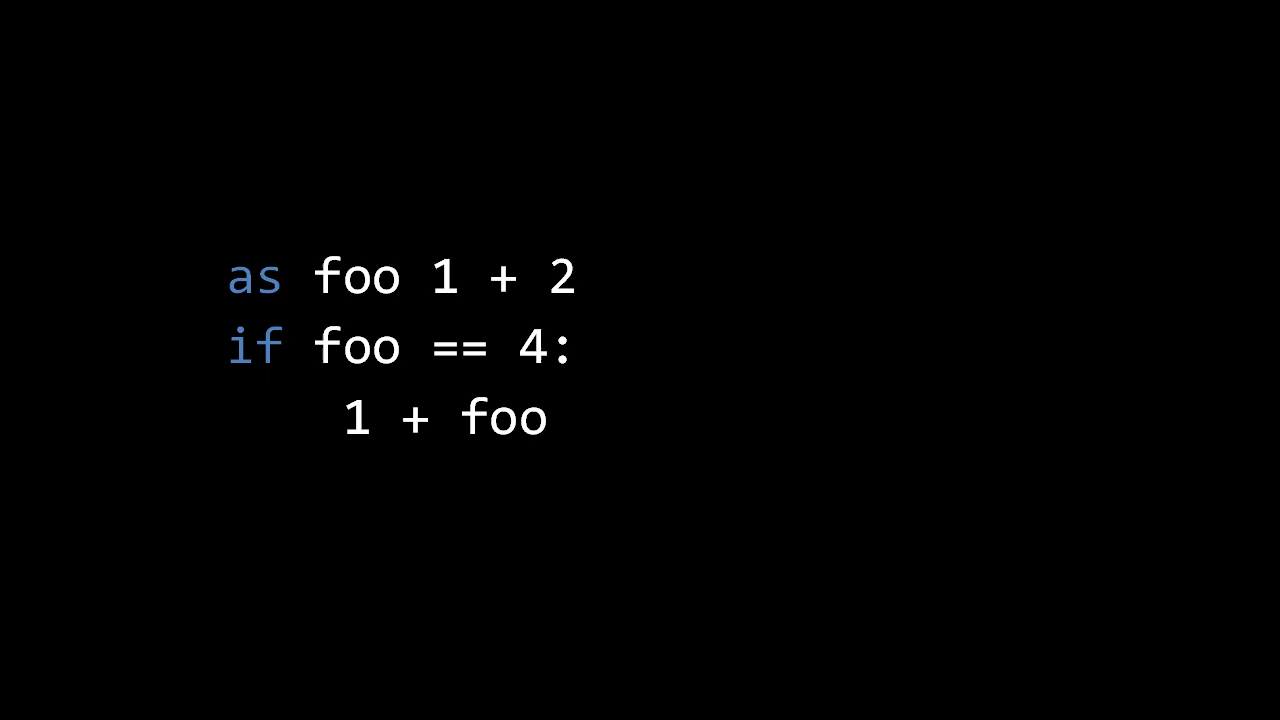 as foo 1 + 2
if foo == 4:
    1 + foo